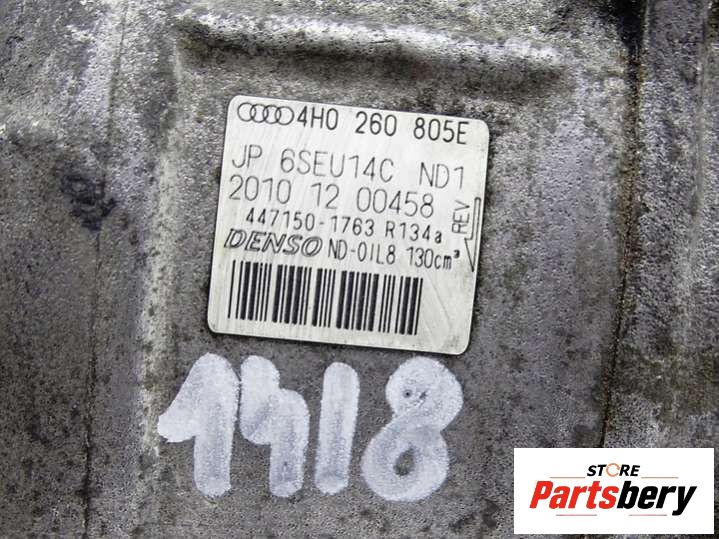 4H0 260 805E
JP 6SEU14C ND1
2010 12 00458
447150-1763 R134a
REV
DENSO ND-OIL8 130cm³
1418
STORE
Partsbery